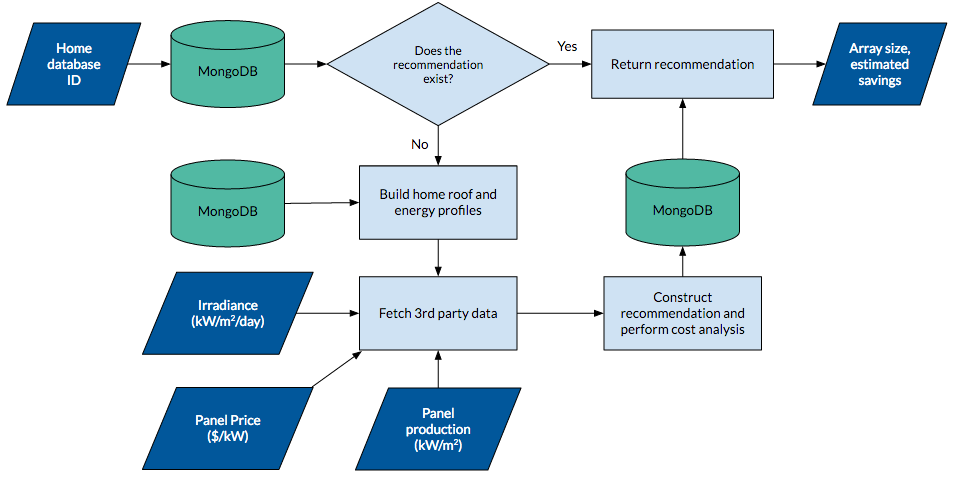 Home
database
ID
MongoDB
Does the
recommendation
exist?
Yes
Return recommendation
Array size,
estimated
savings
No
MongoDB
Build home roof and
energy profiles
MongoDB
Irradiance
(kW/m²/day)
Fetch 3rd party data
Construct
recommendation and
perform cost analysis
Panel Price
($/kW)
Panel
production
(kW/m²)